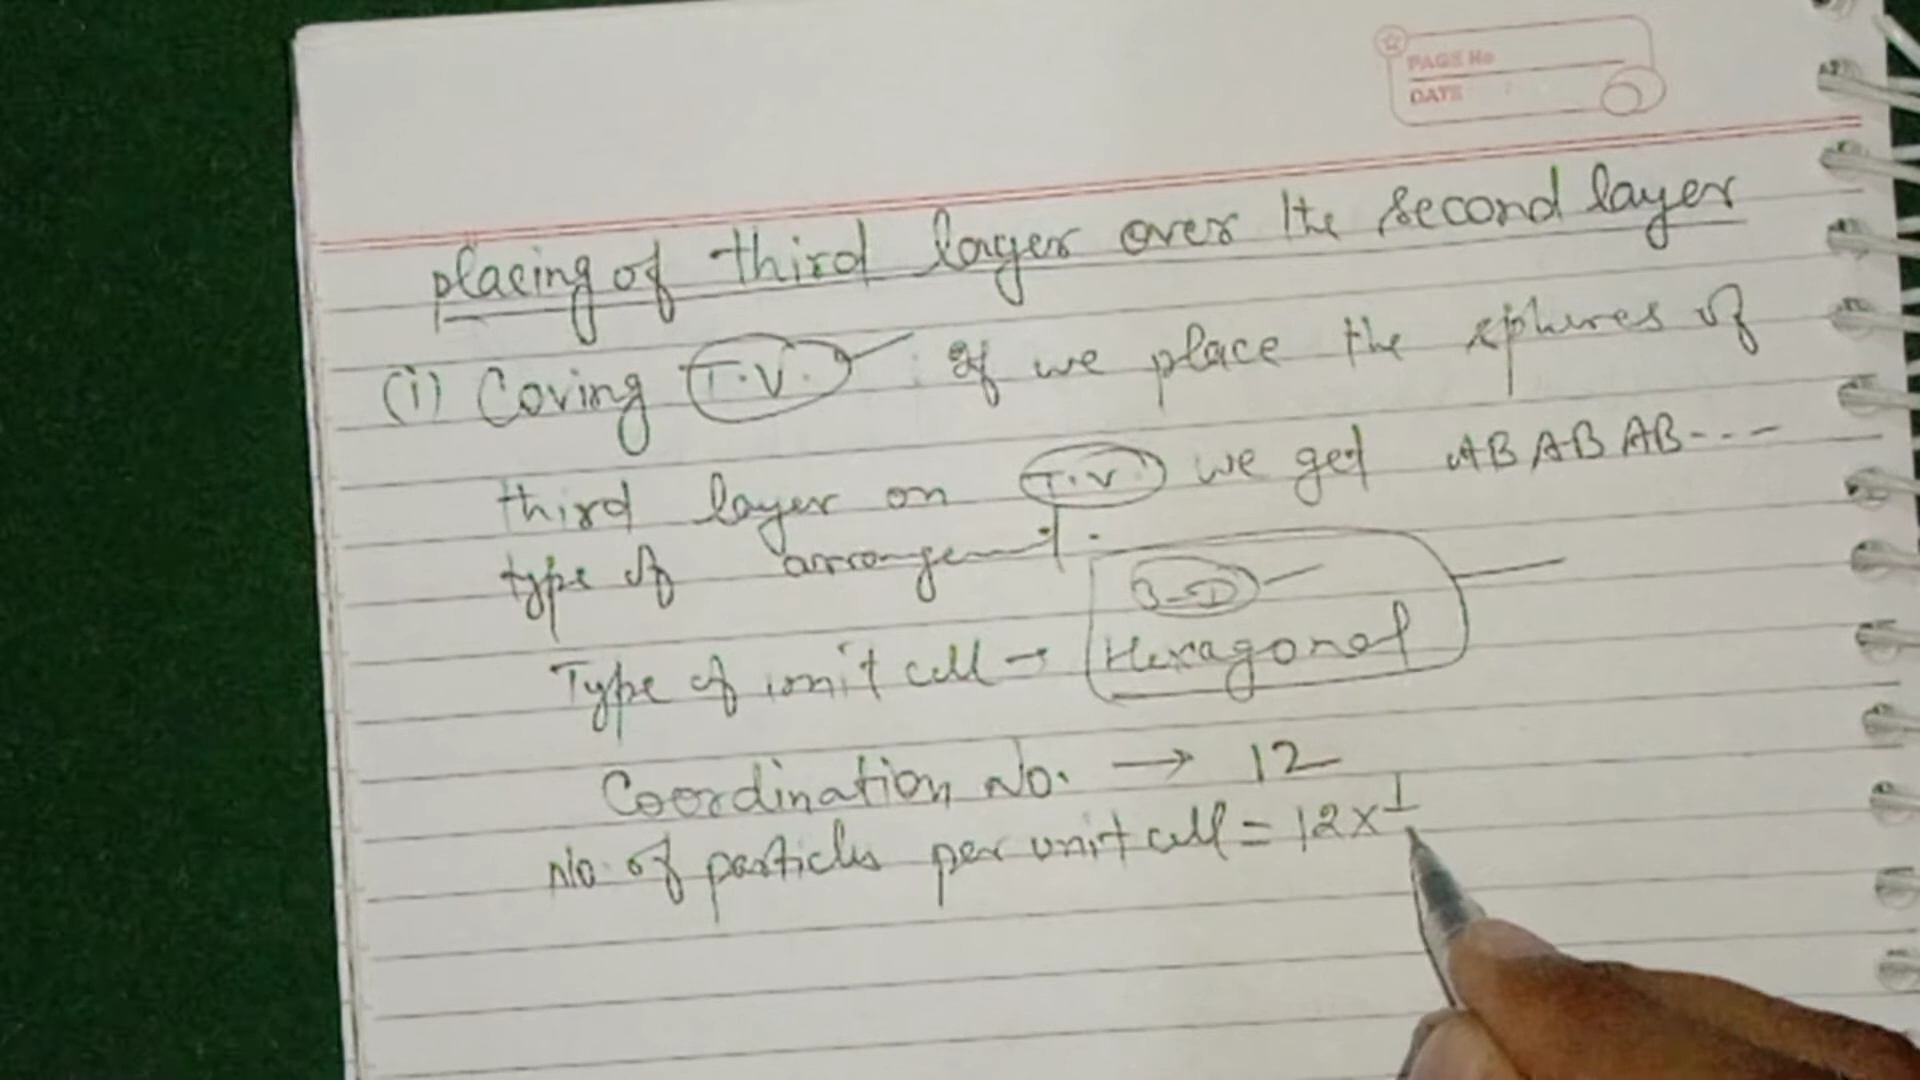 PAGE No
DATE
placing of third layer over the second layer
(i) Coving T.V. If we place the spheres of
third layer on T.V. we get ABABAB---
type of arrangement.
3-D
Type of unit cell → Hexagonal
Coordination No. → 12
No. of particles per unit cell = 12 × 1